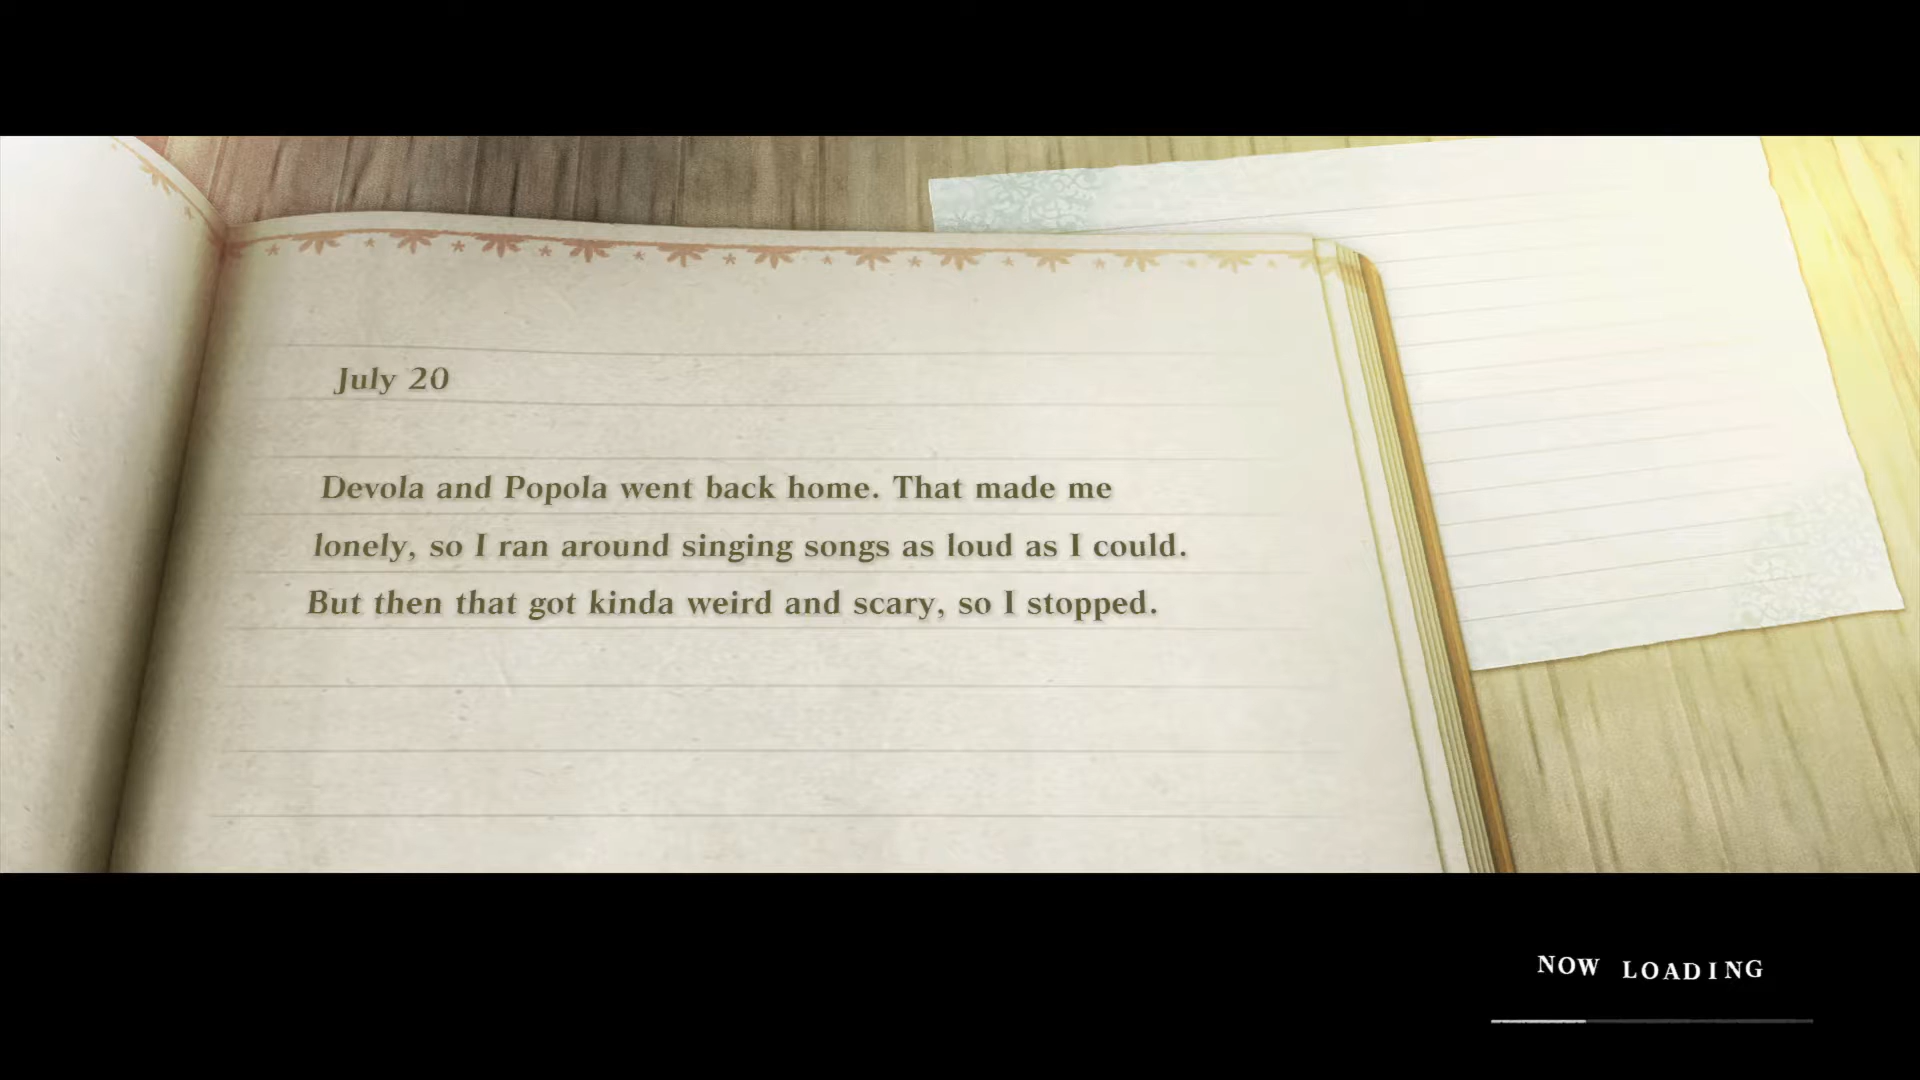 July 20
Devola and Popola went back home. That made me
lonely, so I ran around singing songs as loud as I could.
But then that got kinda weird and scary, so I stopped.
NOW LOADING